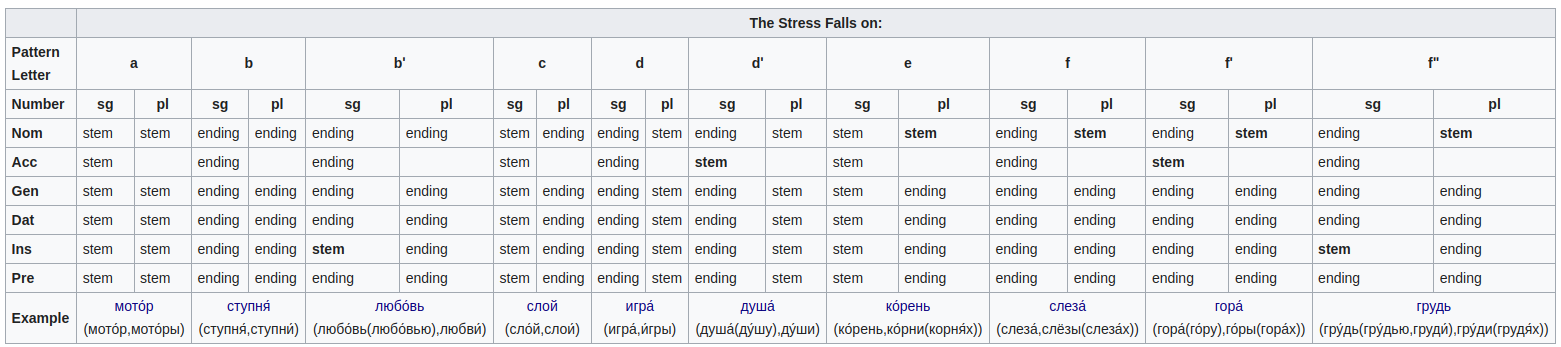 The Stress Falls on:
Pattern Letter a b b' c d d' e f f' f"
Number sg pl sg pl sg pl sg pl sg pl sg pl sg pl sg pl sg pl sg pl
Nom stem stem ending ending ending ending stem ending ending stem ending stem stem stem ending stem ending stem ending stem
Acc stem ending ending stem ending stem stem ending stem ending
Gen stem stem ending ending ending ending stem ending ending stem ending stem stem ending ending ending ending ending ending ending
Dat stem stem ending ending ending ending stem ending ending stem ending stem stem ending ending ending ending ending ending ending
Ins stem stem ending ending stem ending stem ending ending stem ending stem stem ending ending ending ending ending stem ending
Pre stem stem ending ending ending ending stem ending ending stem ending stem stem ending ending ending ending ending ending ending
Example мото́р ступня́ любо́вь слой игра́ душа́ ко́рень слеза́ гора́ грудь
(мото́р,мото́ры) (ступня́,ступни́) (любо́вь(любо́вью),любви́) (сло́й,слои́) (игра́,и́гры) (душа́(ду́шу),ду́ши) (ко́рень,ко́рни(корня́х)) (слеза́,слёзы(слеза́х)) (гора́(го́ру),го́ры(гора́х)) (гру́дь(гру́дью,груди́),гру́ди(грудя́х))